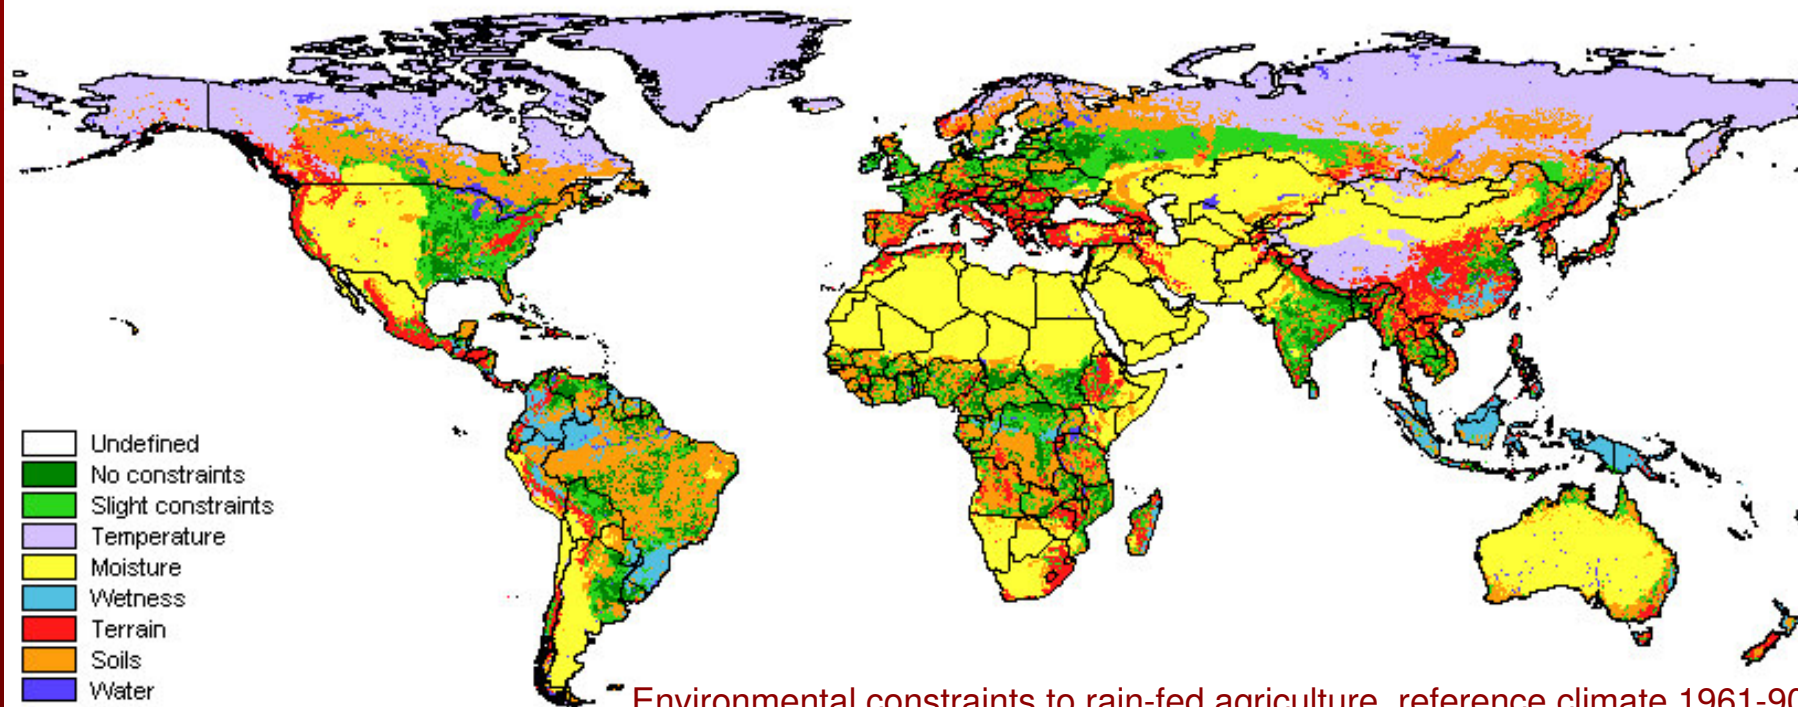 Undefined
No constraints
Slight constraints
Temperature
Moisture
Wetness
Terrain
Soils
Water
Environmental constraints to rain-fed agriculture, reference climate 1961-90